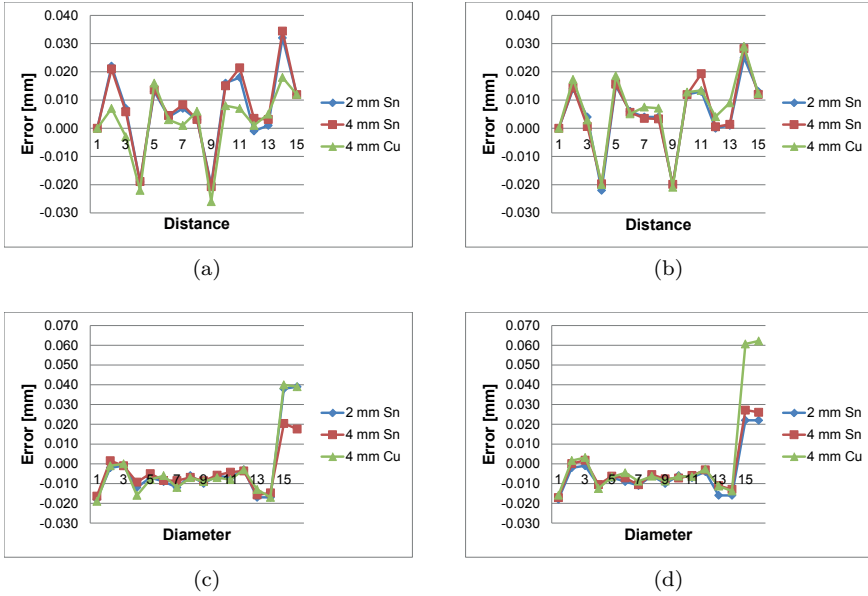 0.040
0.030
0.020
0.010
0.000
-0.010
-0.020
-0.030
Error [mm]
1 3 5 7 9 11 13 15
Distance
2 mm Sn
4 mm Sn
4 mm Cu
(a)
0.040
0.030
0.020
0.010
0.000
-0.010
-0.020
-0.030
Error [mm]
1 3 5 7 9 11 13 15
Distance
2 mm Sn
4 mm Sn
4 mm Cu
(b)
0.070
0.060
0.050
0.040
0.030
0.020
0.010
0.000
-0.010
-0.020
-0.030
Error [mm]
1 3 5 7 9 11 13 15
Diameter
2 mm Sn
4 mm Sn
4 mm Cu
(c)
0.070
0.060
0.050
0.040
0.030
0.020
0.010
0.000
-0.010
-0.020
-0.030
Error [mm]
1 3 5 7 9 11 13 15
Diameter
2 mm Sn
4 mm Sn
4 mm Cu
(d)